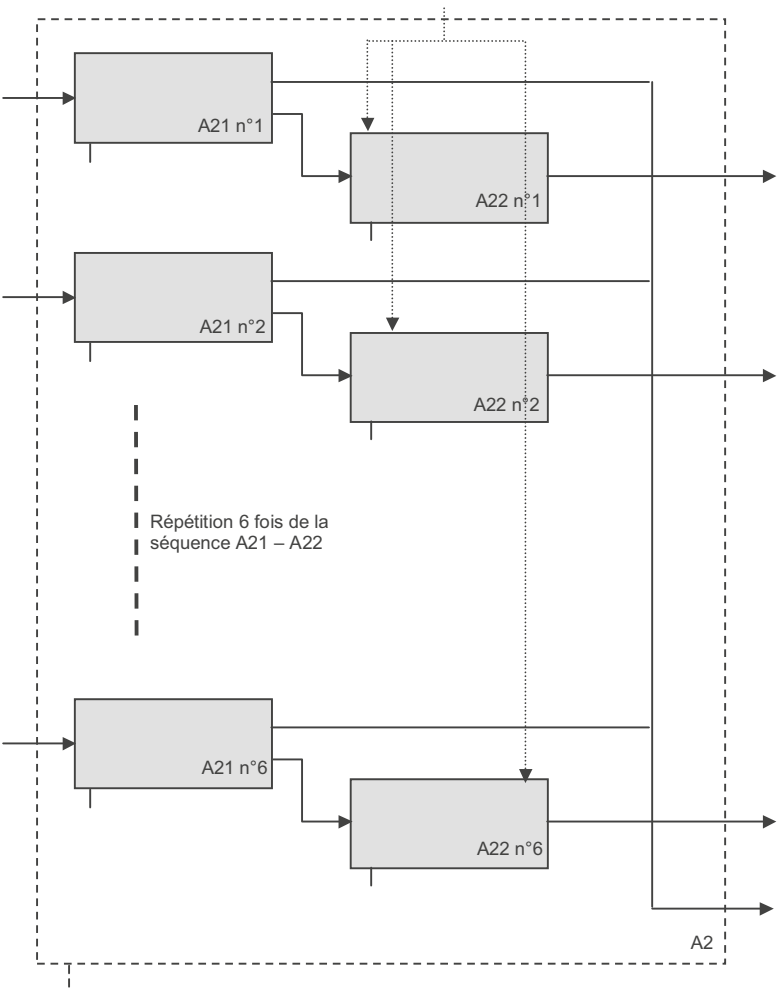 A21 n°1
A22 n°1
A21 n°2
A22 n°2
Répétition 6 fois de la
séquence A21 – A22
A21 n°6
A22 n°6
A2